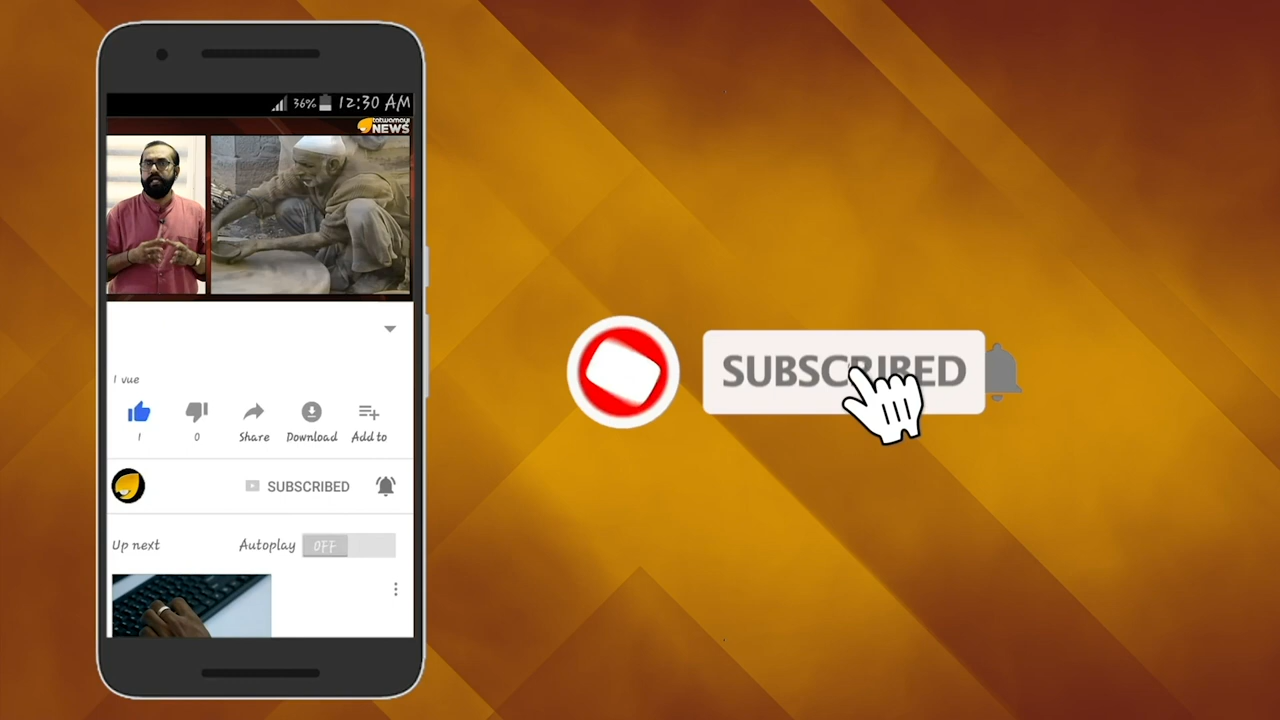 36% 12:30 AM
tatwamayi
NEWS
1 vue
1
0
Share
Download
Add to
SUBSCRIBED
Up next
Autoplay
OFF
SUBSCRIBED